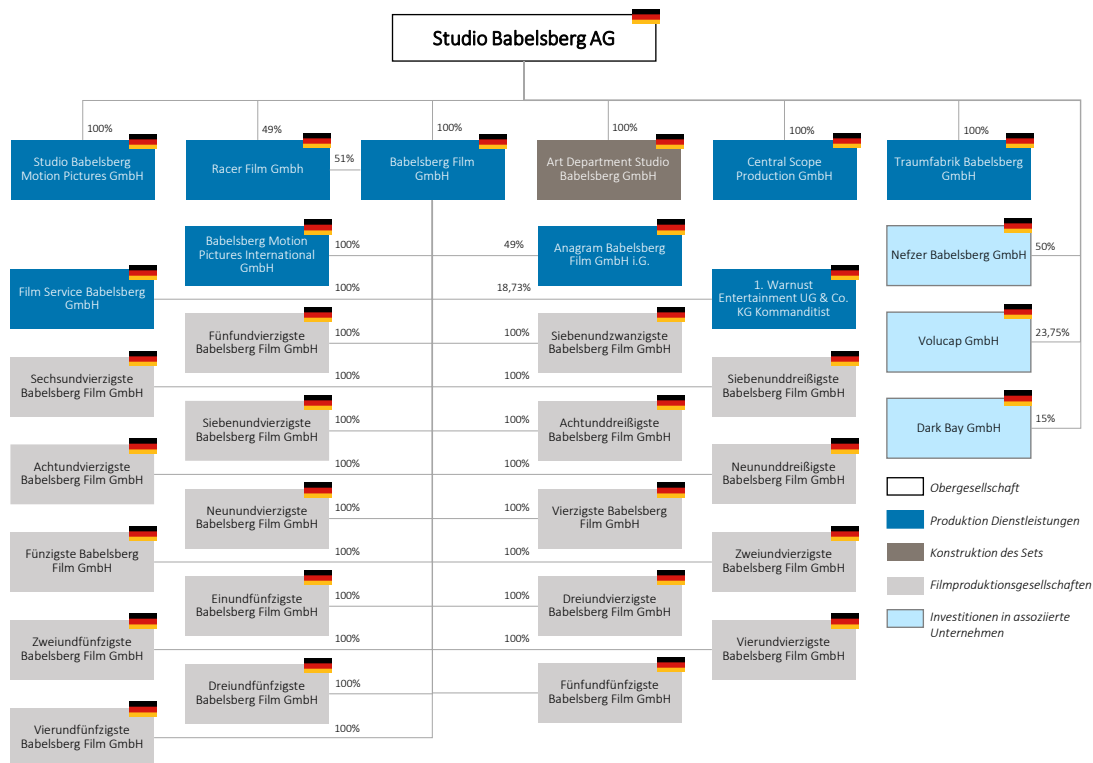 Studio Babelsberg AG
100%
49%
100%
100%
100%
100%
Studio Babelsberg
Motion Pictures GmbH
Racer Film Gmbh
51%
Babelsberg Film
GmbH
Art Department Studio
Babelsberg GmbH
Central Scope
Production GmbH
Traumfabrik Babelsberg
GmbH
Babelsberg Motion
Pictures International
GmbH
100%
49%
Anagram Babelsberg
Film GmbH i.G.
Nefzer Babelsberg GmbH
50%
Film Service Babelsberg
GmbH
100%
18,73%
1. Warnust
Entertainment UG & Co.
KG Kommanditist
Fünfundvierzigste
Babelsberg Film GmbH
100%
100%
Siebenundzwanzigste
Babelsberg Film GmbH
Volucap GmbH
23,75%
Sechsundvierzigste
Babelsberg Film GmbH
100%
100%
Siebenunddreißigste
Babelsberg Film GmbH
Siebenundvierzigste
Babelsberg Film GmbH
100%
100%
Achtunddreißigste
Babelsberg Film GmbH
Dark Bay GmbH
15%
Achtundvierzigste
Babelsberg Film GmbH
100%
100%
Neununddreißigste
Babelsberg Film GmbH
Obergesellschaft
Neunundvierzigste
Babelsberg Film GmbH
100%
100%
Vierzigste Babelsberg
Film GmbH
Produktion Dienstleistungen
Fünzigste Babelsberg
Film GmbH
100%
100%
Zweiundvierzigste
Babelsberg Film GmbH
Konstruktion des Sets
Filmproduktionsgesellschaften
Einundfünfzigste
Babelsberg Film GmbH
100%
100%
Dreiundvierzigste
Babelsberg Film GmbH
Investitionen in assoziierte
Unternehmen
Zweiundfünfzigste
Babelsberg Film GmbH
100%
100%
Vierundvierzigste
Babelsberg Film GmbH
Dreiundfünfzigste
Babelsberg Film GmbH
100%
Fünfundfünfzigste
Babelsberg Film GmbH
Vierundfünfzigste
Babelsberg Film GmbH
100%